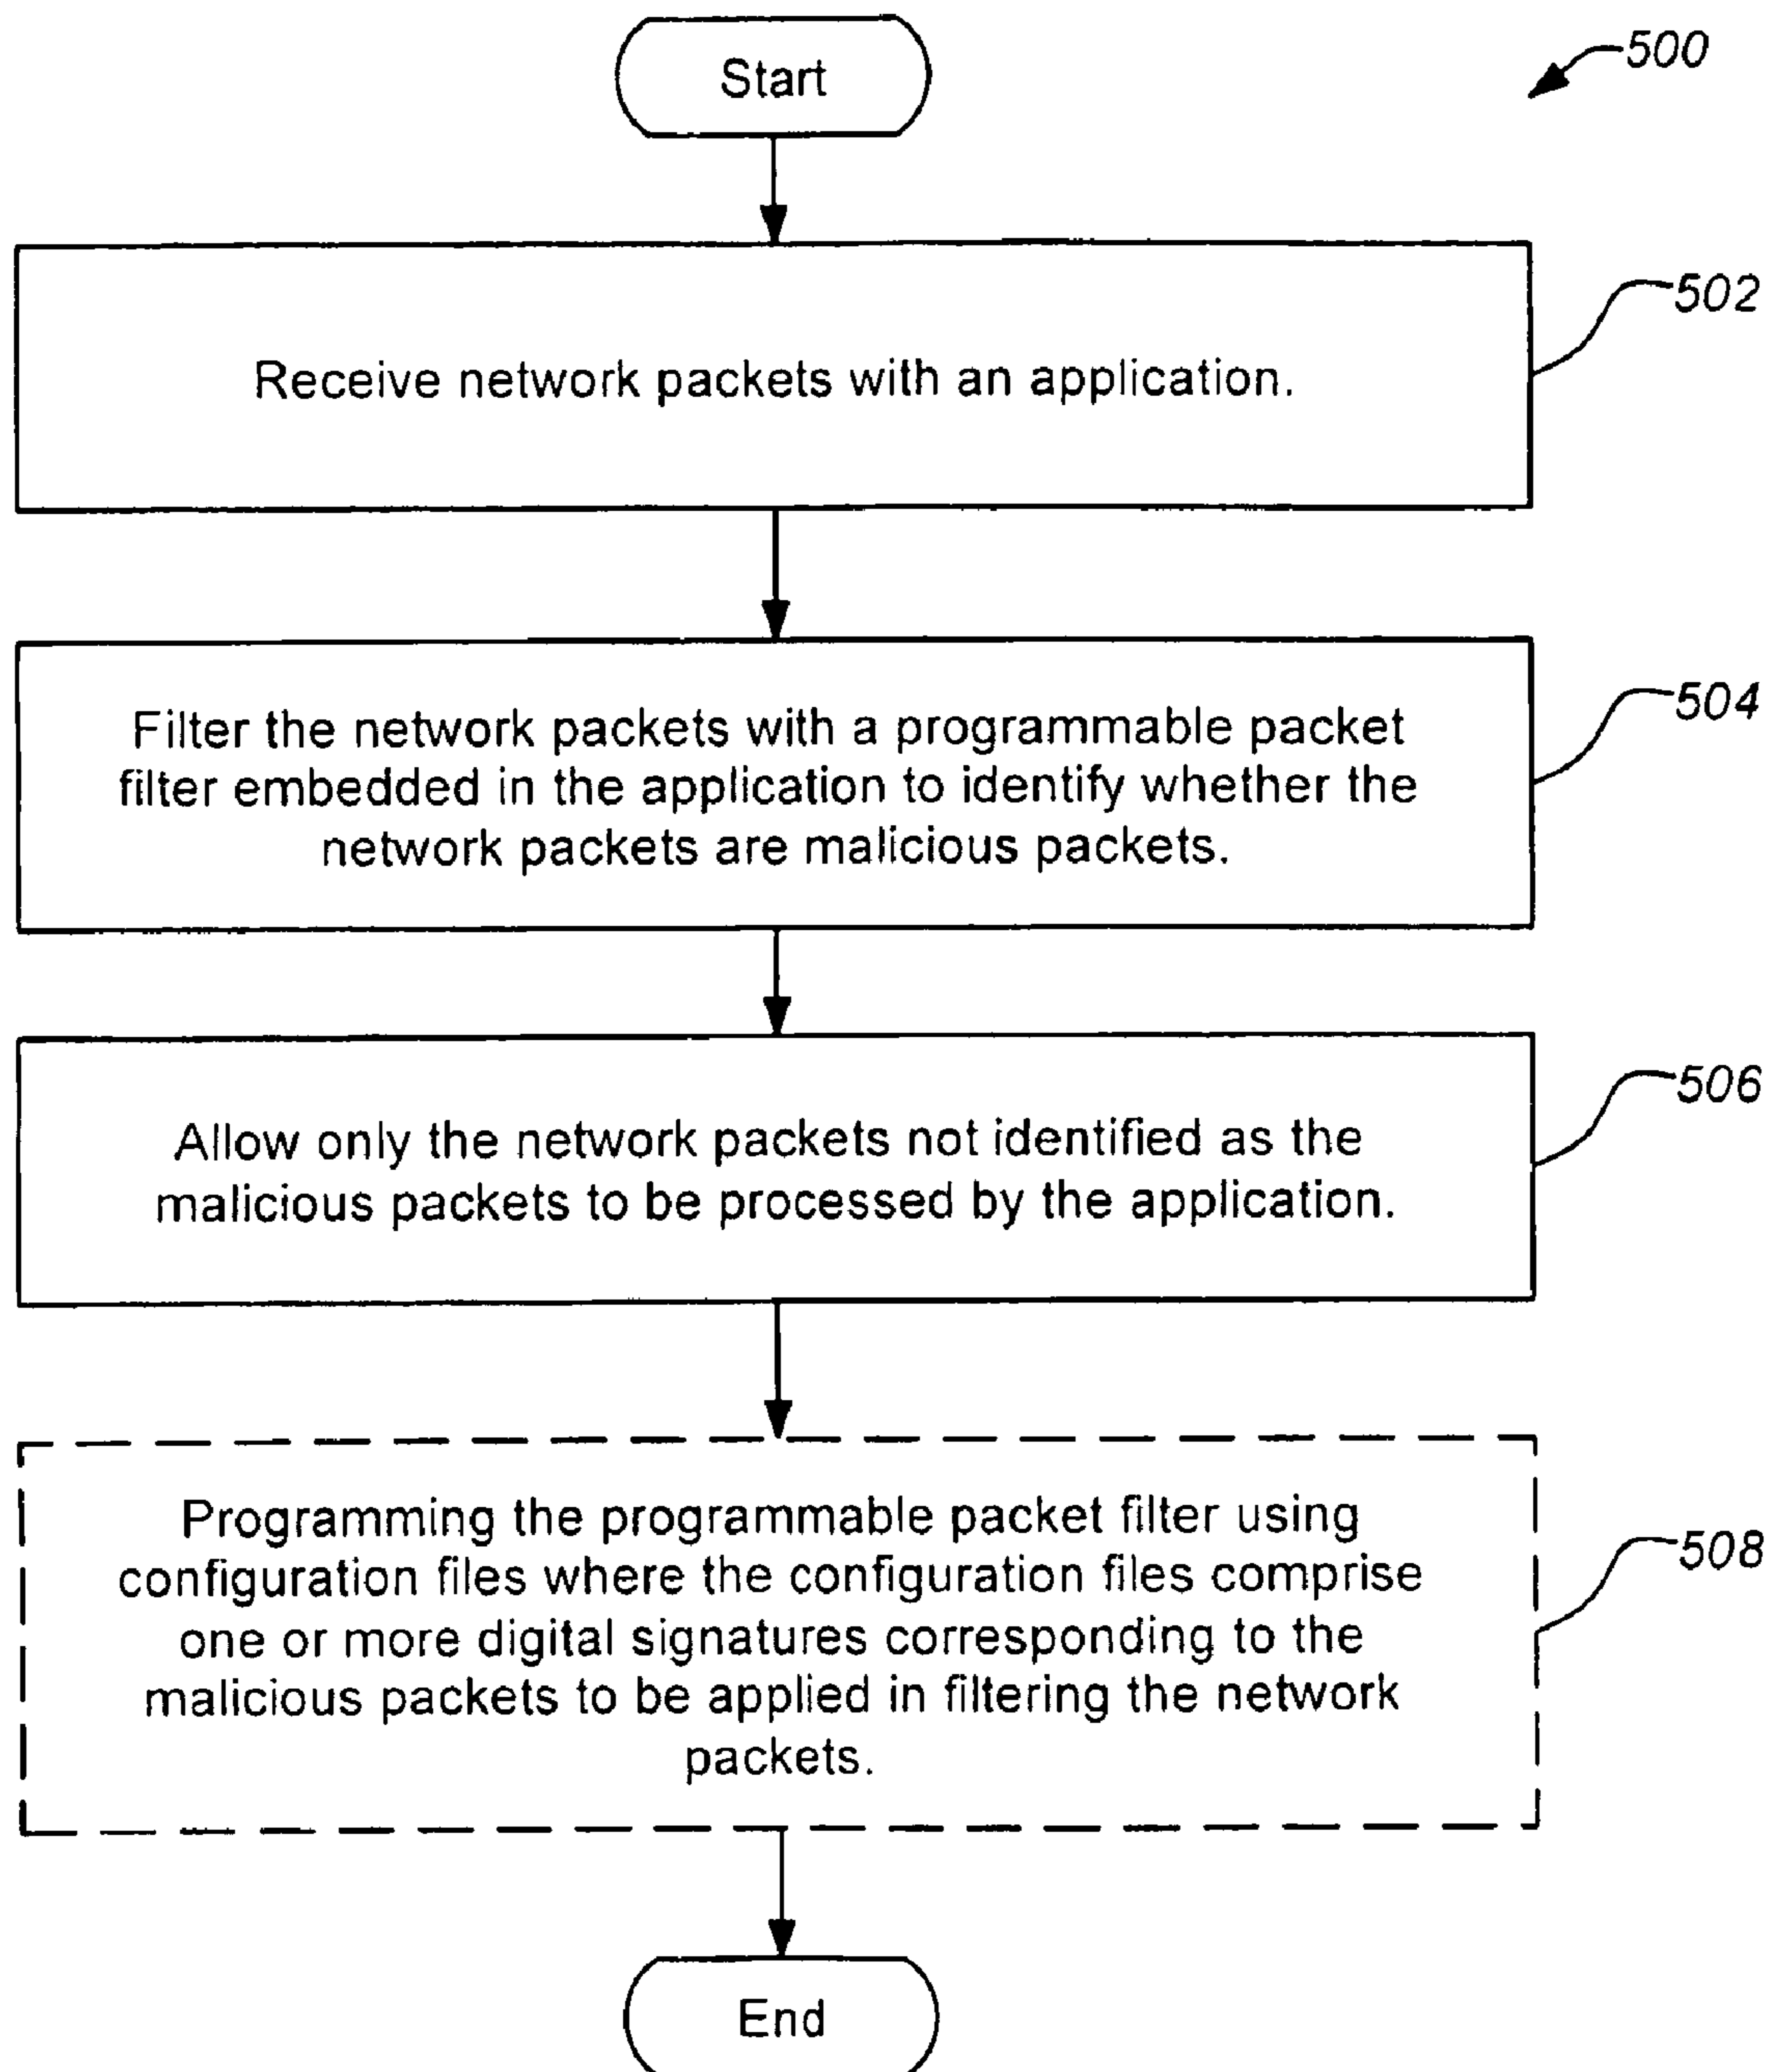 Start
500
502
Receive network packets with an application.
504
Filter the network packets with a programmable packet
filter embedded in the application to identify whether the
network packets are malicious packets.
506
Allow only the network packets not identified as the
malicious packets to be processed by the application.
508
Programming the programmable packet filter using
configuration files where the configuration files comprise
one or more digital signatures corresponding to the
malicious packets to be applied in filtering the network
packets.
End